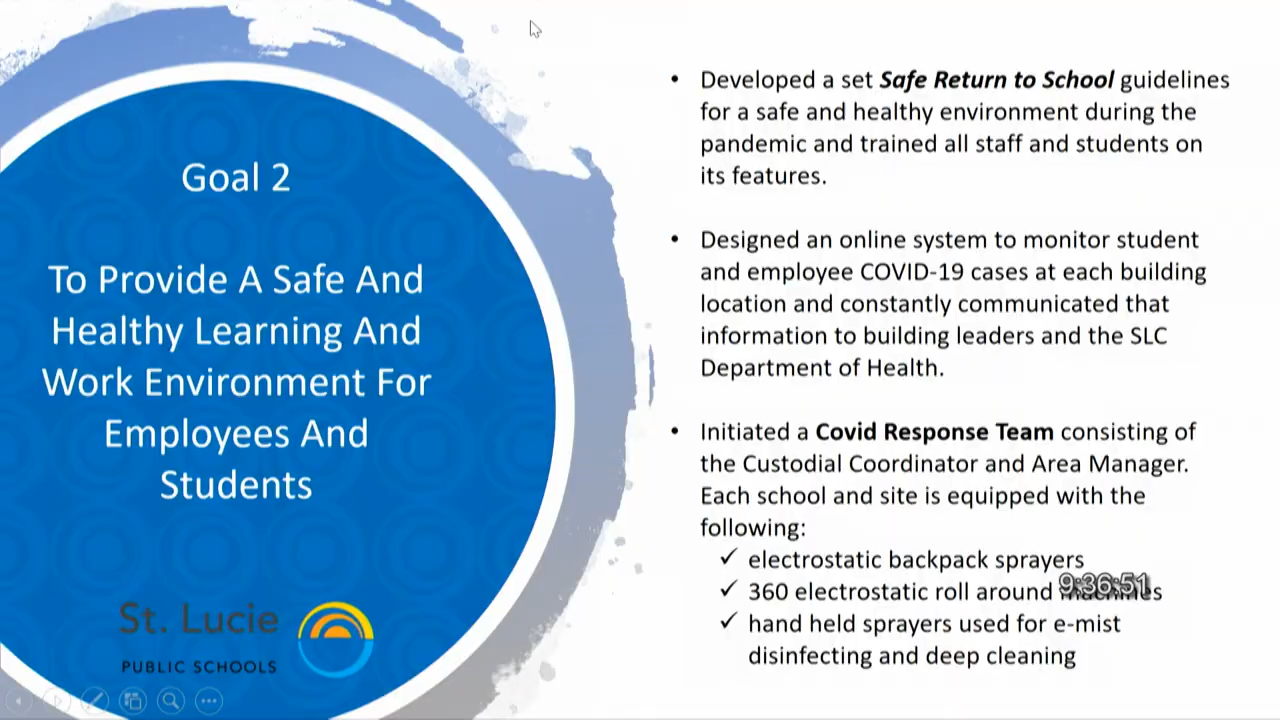 Goal 2
To Provide A Safe And
Healthy Learning And
Work Environment For
Employees And
Students
St. Lucie
PUBLIC SCHOOLS
• Developed a set Safe Return to School guidelines
for a safe and healthy environment during the
pandemic and trained all staff and students on
its features.
• Designed an online system to monitor student
and employee COVID-19 cases at each building
location and constantly communicated that
information to building leaders and the SLC
Department of Health.
• Initiated a Covid Response Team consisting of
the Custodial Coordinator and Area Manager.
Each school and site is equipped with the
following:
✓ electrostatic backpack sprayers
✓ 360 electrostatic roll around machines
9:36:51
✓ hand held sprayers used for e-mist
disinfecting and deep cleaning